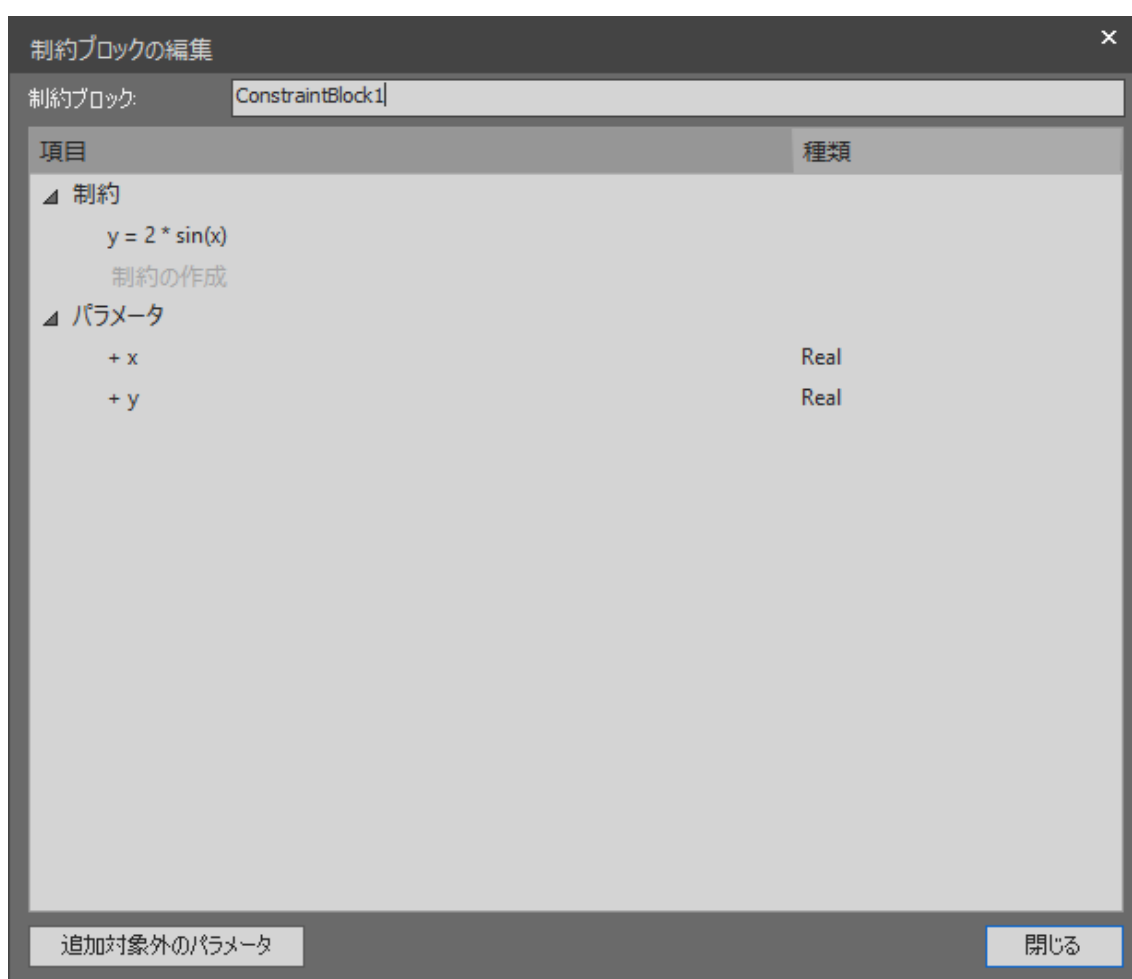 制約ブロックの編集
×
制約ブロック: ConstraintBlock1
項目 種類
制約
y = 2 * sin(x)
制約の作成
パラメータ
+ x Real
+ y Real
追加対象外のパラメータ 閉じる